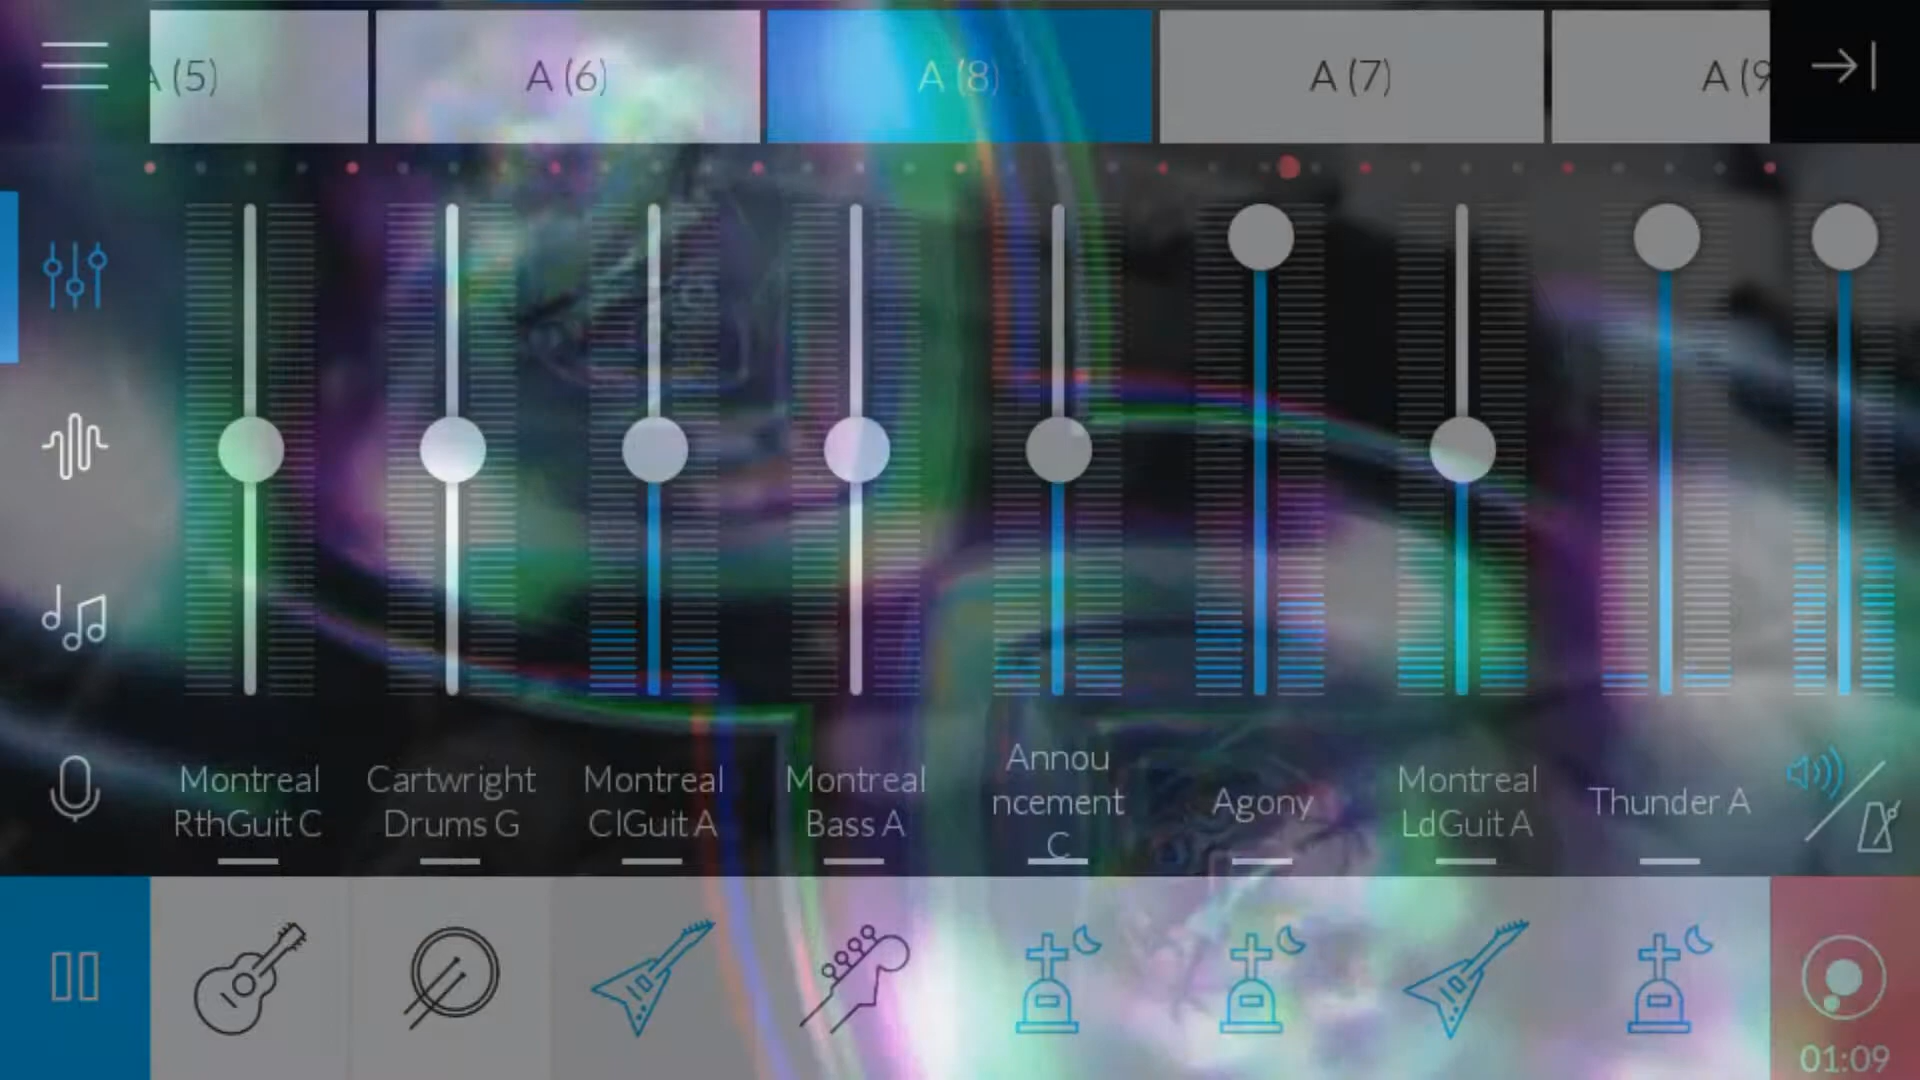 A (5)
A (6)
A (8)
A (7)
A (9
Montreal
RthGuit C
Cartwright
Drums G
Montreal
ClGuit A
Montreal
Bass A
Annou
ncement
C
Agony
Montreal
LdGuit A
Thunder A
01:09